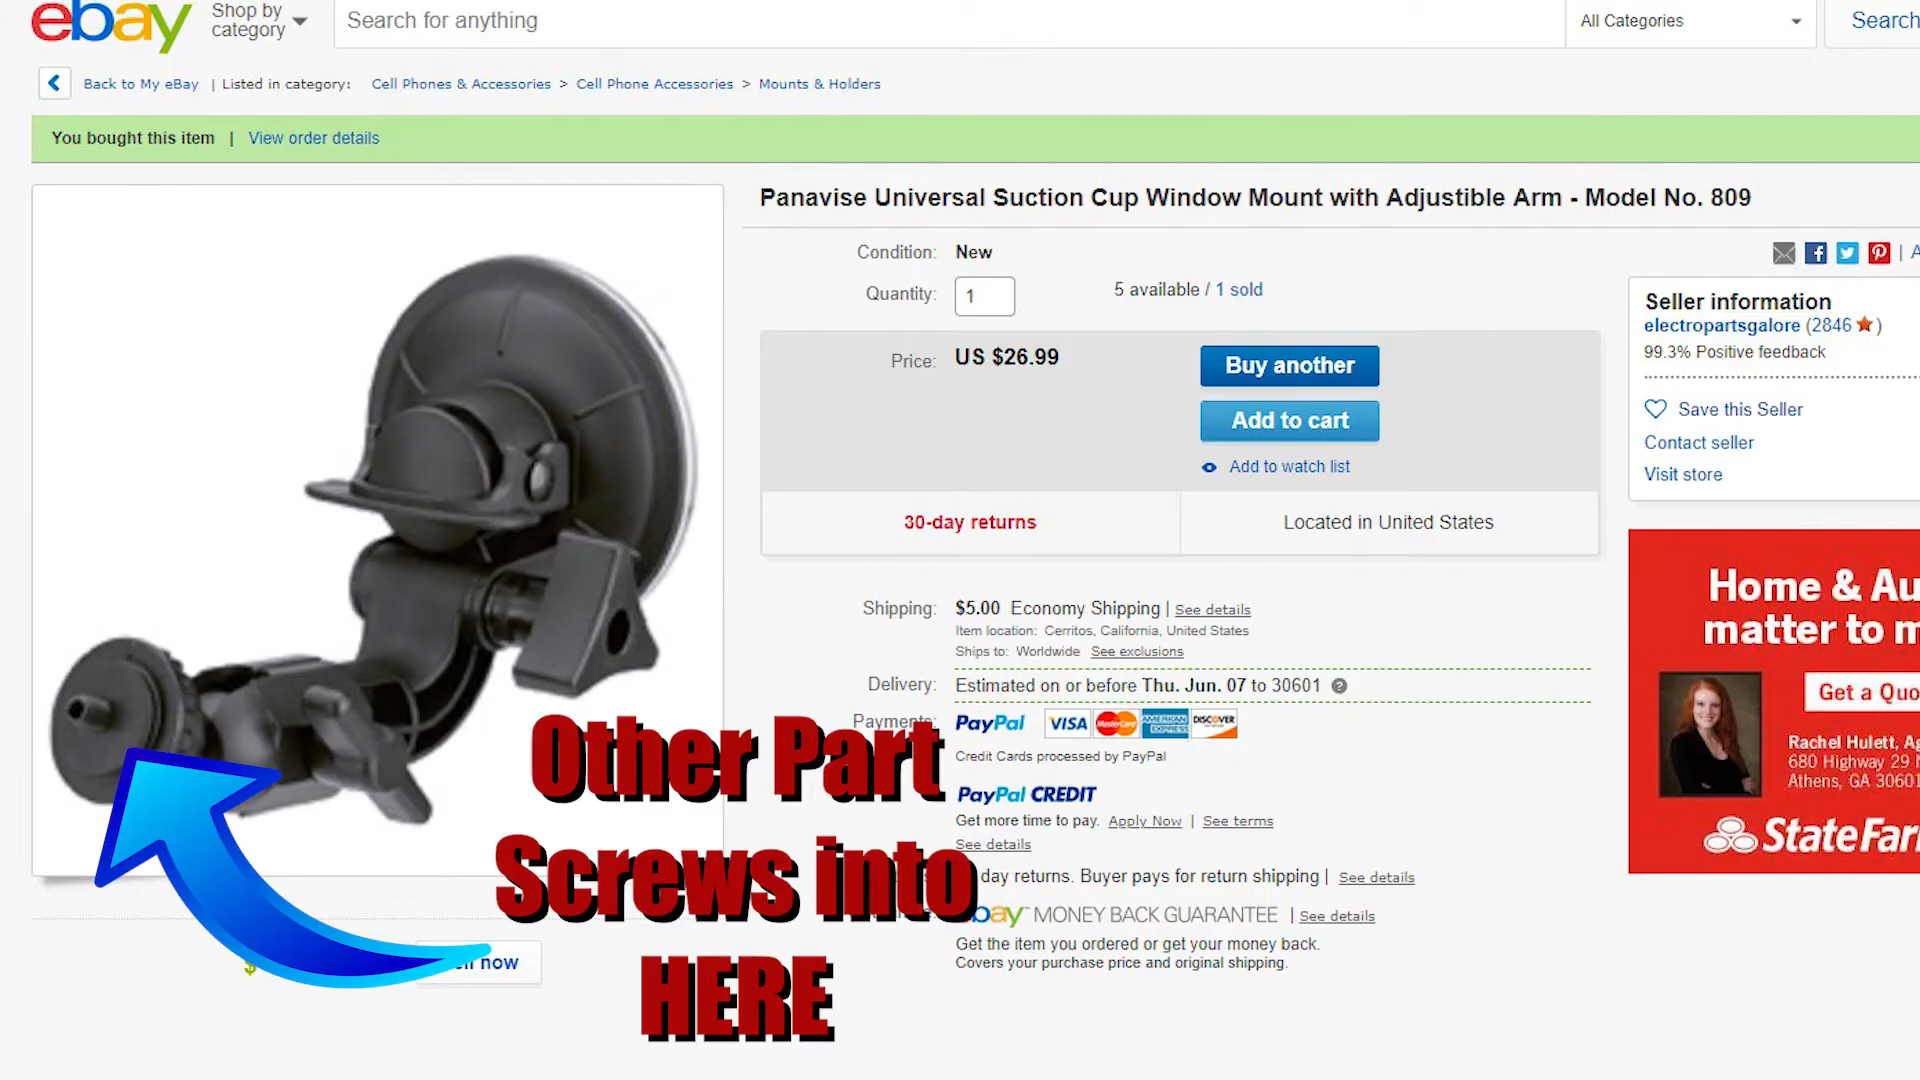 ebay
Shop by
category
Search for anything
All Categories
Search
Back to My eBay | Listed in category: Cell Phones & Accessories > Cell Phone Accessories > Mounts & Holders
You bought this item | View order details
Panavise Universal Suction Cup Window Mount with Adjustible Arm - Model No. 809
Condition: New
Quantity: 1
5 available / 1 sold
Price: US $26.99
Buy another
Add to cart
Add to watch list
30-day returns
Located in United States
Shipping: $5.00 Economy Shipping | See details
Item location: Cerritos, California, United States
Ships to: Worldwide See exclusions
Delivery: Estimated on or before Thu. Jun. 07 to 30601
Payments: PayPal VISA MasterCard AMERICAN EXPRESS DISCOVER
Credit Cards processed by PayPal
PayPal CREDIT
Get more time to pay. Apply Now | See terms
See details
day returns. Buyer pays for return shipping | See details
ebay MONEY BACK GUARANTEE | See details
Get the item you ordered or get your money back.
Covers your purchase price and original shipping.
Seller information
electropartsgalore (2846 )
99.3% Positive feedback
Save this Seller
Contact seller
Visit store
Home & Au
matter to m
Get a Quo
Rachel Hulett, Ag
680 Highway 29 N
Athens, GA 3060
StateFar
Other Part
Screws into
HERE
now